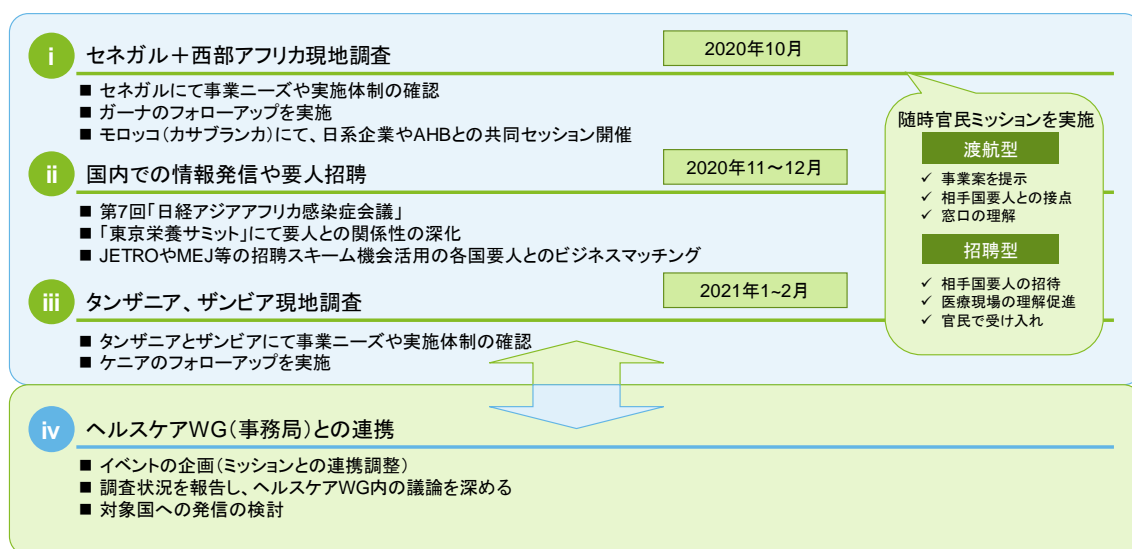 i セネガル＋西部アフリカ現地調査 2020年10月
■ セネガルにて事業ニーズや実施体制の確認
■ ガーナのフォローアップを実施
■ モロッコ（カサブランカ）にて、日系企業やAHBとの共同セッション開催
ii 国内での情報発信や要人招聘 2020年11～12月
■ 第7回「日経アジアアフリカ感染症会議」
■ 「東京栄養サミット」にて要人との関係性の深化
■ JETROやMEJ等の招聘スキーム機会活用の各国要人とのビジネスマッチング
iii タンザニア、ザンビア現地調査 2021年1~2月
■ タンザニアとザンビアにて事業ニーズや実施体制の確認
■ ケニアのフォローアップを実施
随時官民ミッションを実施
渡航型
✓ 事業案を提示
✓ 相手国要人との接点
✓ 窓口の理解
招聘型
✓ 相手国要人の招待
✓ 医療現場の理解促進
✓ 官民で受け入れ
iv ヘルスケアWG（事務局）との連携
■ イベントの企画（ミッションとの連携調整）
■ 調査状況を報告し、ヘルスケアWG内の議論を深める
■ 対象国への発信の検討